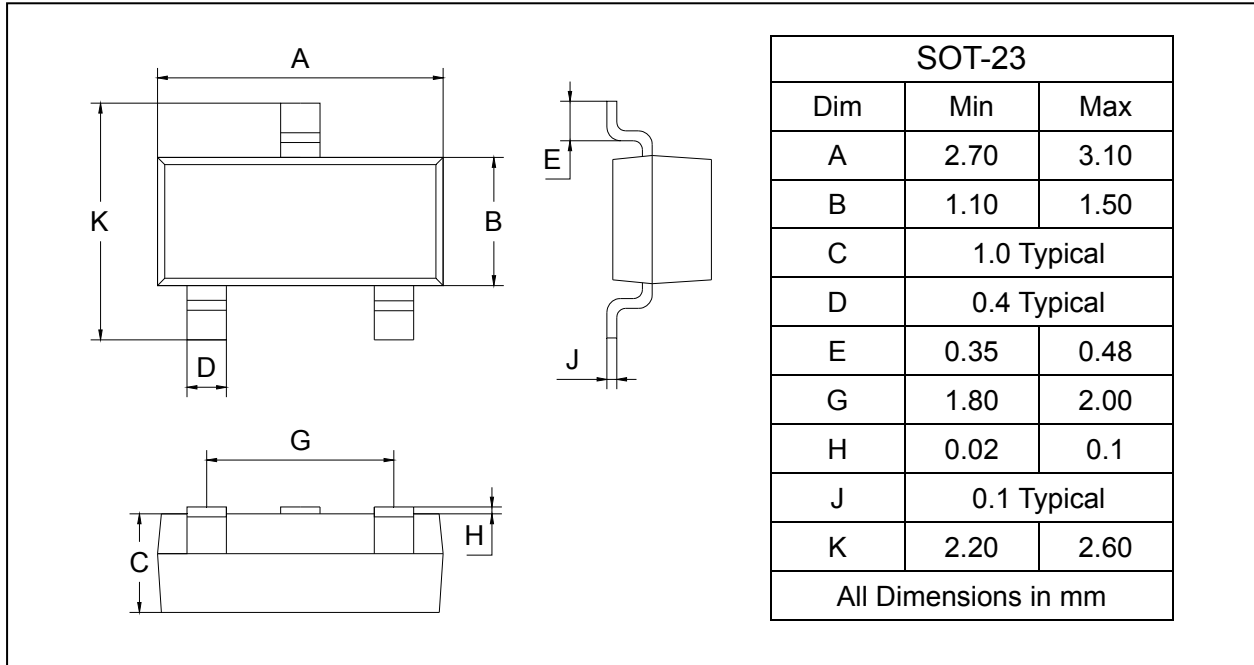 A
K
B
D
E
J
G
C
H
SOT-23
Dim Min Max
A 2.70 3.10
B 1.10 1.50
C 1.0 Typical
D 0.4 Typical
E 0.35 0.48
G 1.80 2.00
H 0.02 0.1
J 0.1 Typical
K 2.20 2.60
All Dimensions in mm